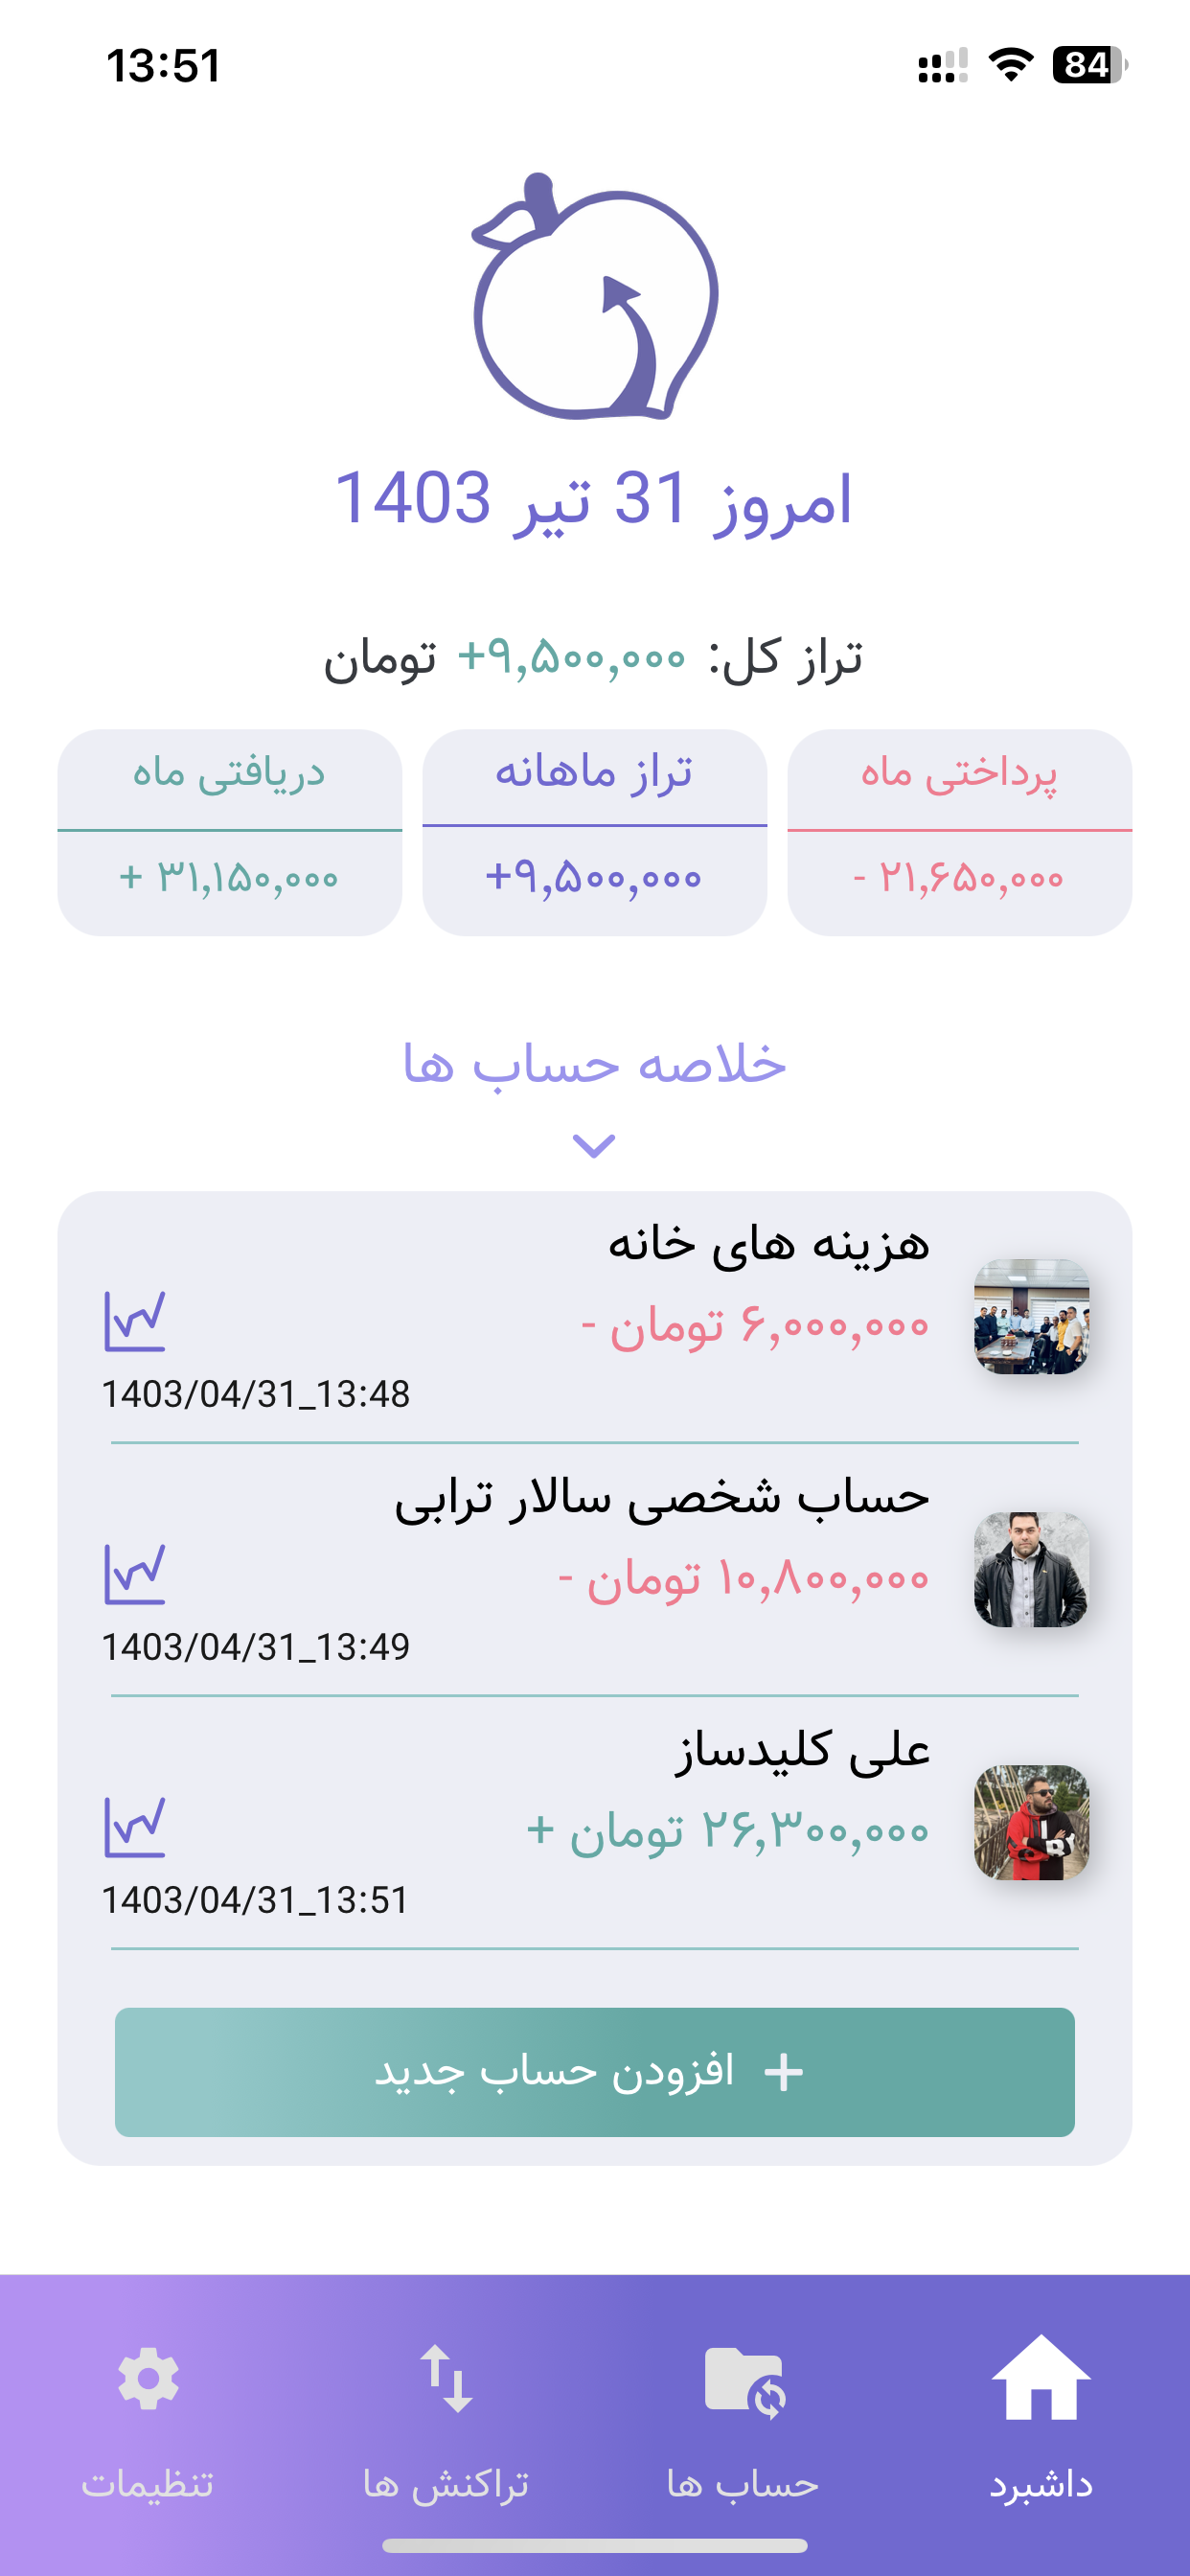 13:51
84
امروز 31 تیر 1403
تراز کل: +۹,۵۰۰,۰۰۰ تومان
پرداختی ماه
تراز ماهانه
دریافتی ماه
۲۱,۶۵۰,۰۰۰ -
+۹,۵۰۰,۰۰۰
۳۱,۱۵۰,۰۰۰ +
خلاصه حساب ها
هزینه های خانه
۶,۰۰۰,۰۰۰ تومان -
1403/04/31_13:48
حساب شخصی سالار ترابی
۱۰,۸۰۰,۰۰۰ تومان -
1403/04/31_13:49
علی کلیدساز
۲۶,۳۰۰,۰۰۰ تومان +
1403/04/31_13:51
+ افزودن حساب جدید
داشبرد
حساب ها
تراکنش ها
تنظیمات